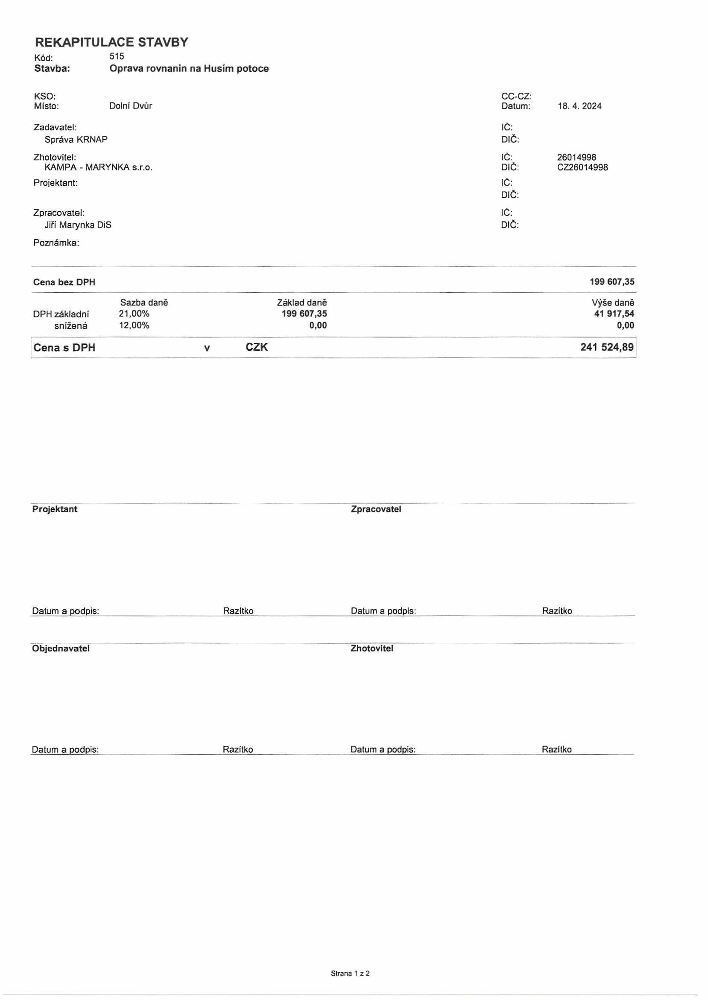 REKAPITULACE STAVBY
Kód: 515
Stavba: Oprava rovnanin na Husím potoce
KSO: CC-CZ:
Místo: Dolní Dvůr Datum: 18. 4. 2024
Zadavatel: IČ:
Správa KRNAP DIČ:
Zhotovitel: IČ: 26014998
KAMPA - MARYNKA s.r.o. DIČ: CZ26014998
Projektant: IČ:
DIČ:
Zpracovatel: IČ:
Jiří Marynka DiS DIČ:
Poznámka:
Cena bez DPH 199 607,35
Sazba daně Základ daně Výše daně
DPH základní 21,00% 199 607,35 41 917,54
snížená 12,00% 0,00 0,00
Cena s DPH v CZK 241 524,89
Projektant Zpracovatel
Datum a podpis: Razítko Datum a podpis: Razítko
Objednavatel Zhotovitel
Datum a podpis: Razítko Datum a podpis: Razítko
Strana 1 z 2